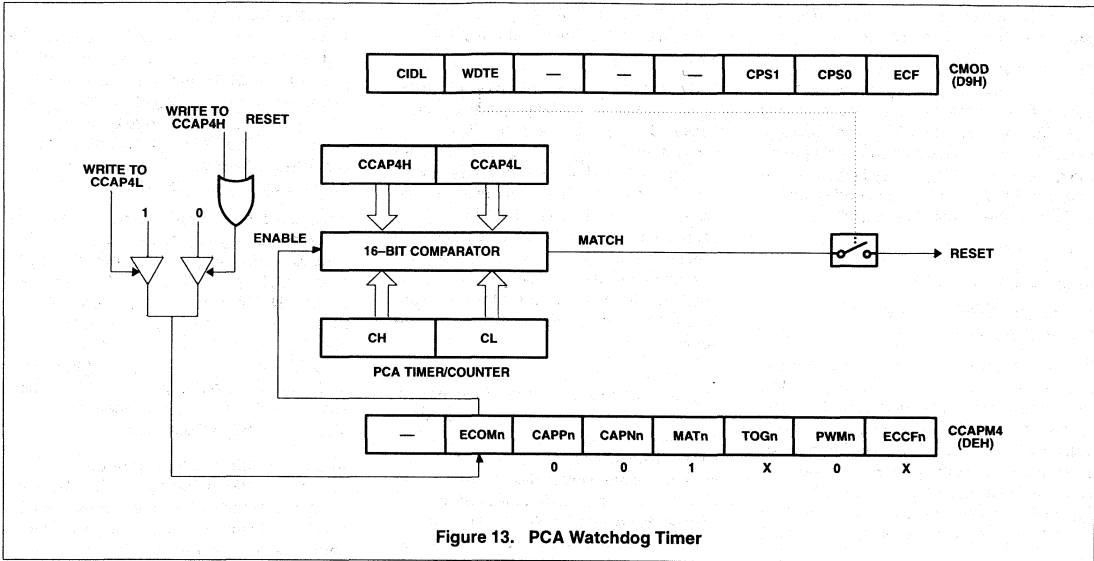 CIDL WDTE — — — CPS1 CPS0 ECF
CMOD
(D9H)
WRITE TO
CCAP4H
RESET
WRITE TO
CCAP4L
1
0
CCAP4H CCAP4L
ENABLE
16–BIT COMPARATOR
MATCH
RESET
CH CL
PCA TIMER/COUNTER
— ECOMn CAPPn CAPNn MATn TOGn PWMn ECCFn
CCAPM4
(DEH)
0 0 1 X 0 X
Figure 13. PCA Watchdog Timer